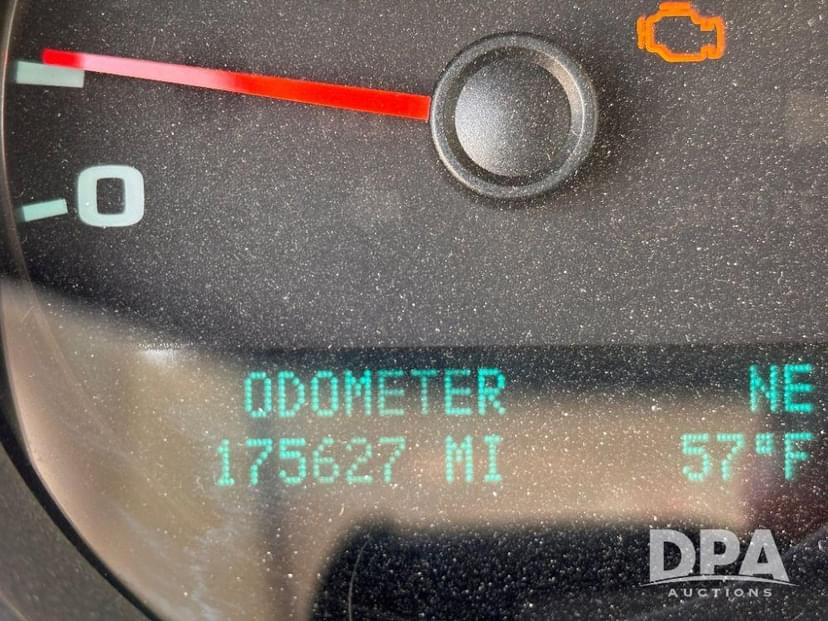 0
ODOMETER NE
175627 MI 57°F
DPA
AUCTIONS